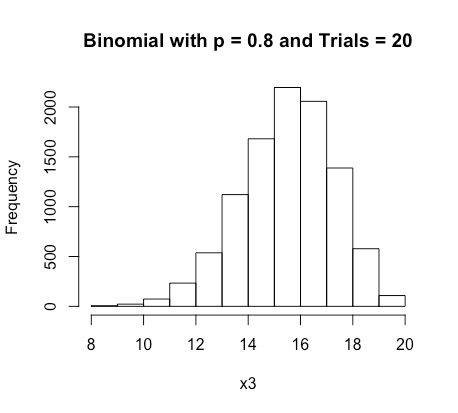 Binomial with p = 0.8 and Trials = 20
Frequency
2000
1500
1000
500
0
8 10 12 14 16 18 20
x3